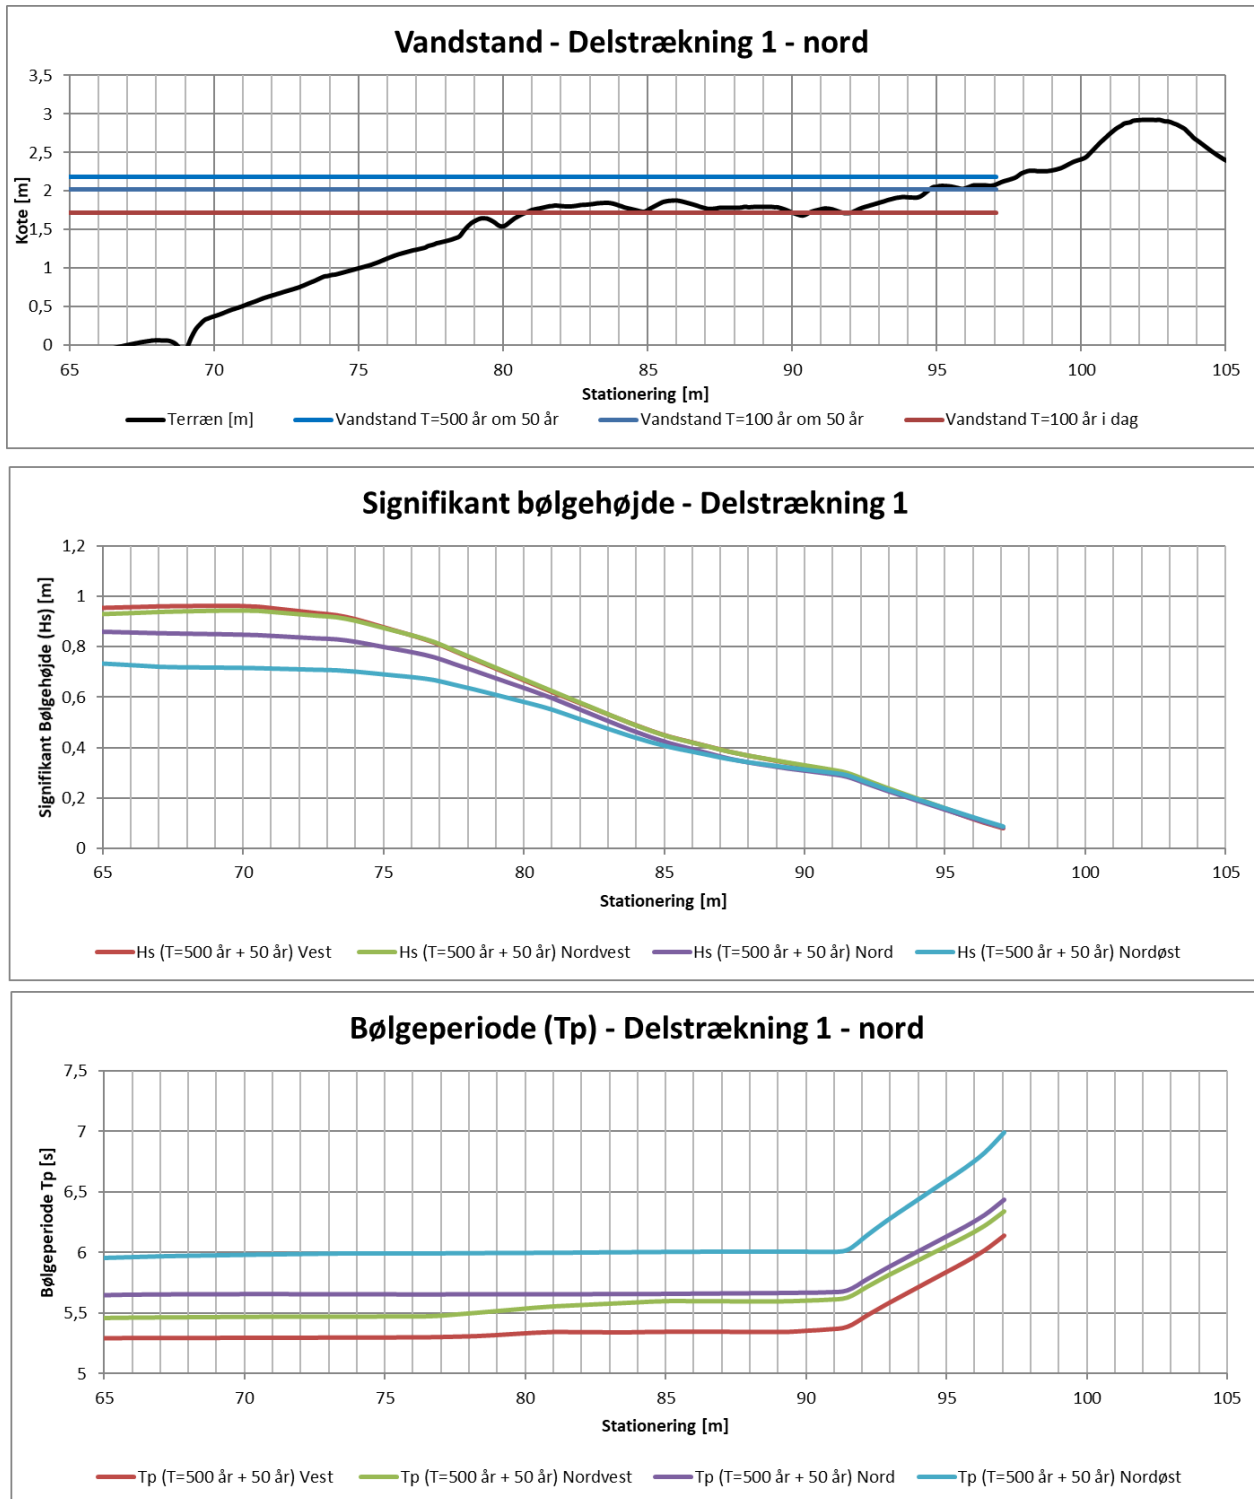 Vandstand - Delstrækning 1 - nord
3,5
3
2,5
2
1,5
1
0,5
0
Kote [m]
65 70 75 80 85 90 95 100 105
Stationering [m]
Terræn [m] Vandstand T=500 år om 50 år Vandstand T=100 år om 50 år Vandstand T=100 år i dag
Signifikant bølgehøjde - Delstrækning 1
1,2
1
0,8
0,6
0,4
0,2
0
Signifikant Bølgehøjde (Hs) [m]
65 70 75 80 85 90 95 100 105
Stationering [m]
Hs (T=500 år + 50 år) Vest Hs (T=500 år + 50 år) Nordvest Hs (T=500 år + 50 år) Nord Hs (T=500 år + 50 år) Nordøst
Bølgeperiode (Tp) - Delstrækning 1 - nord
7,5
7
6,5
6
5,5
5
Bølgeperiode Tp [s]
65 70 75 80 85 90 95 100 105
Stationering [m]
Tp (T=500 år + 50 år) Vest Tp (T=500 år + 50 år) Nordvest Tp (T=500 år + 50 år) Nord Tp (T=500 år + 50 år) Nordøst